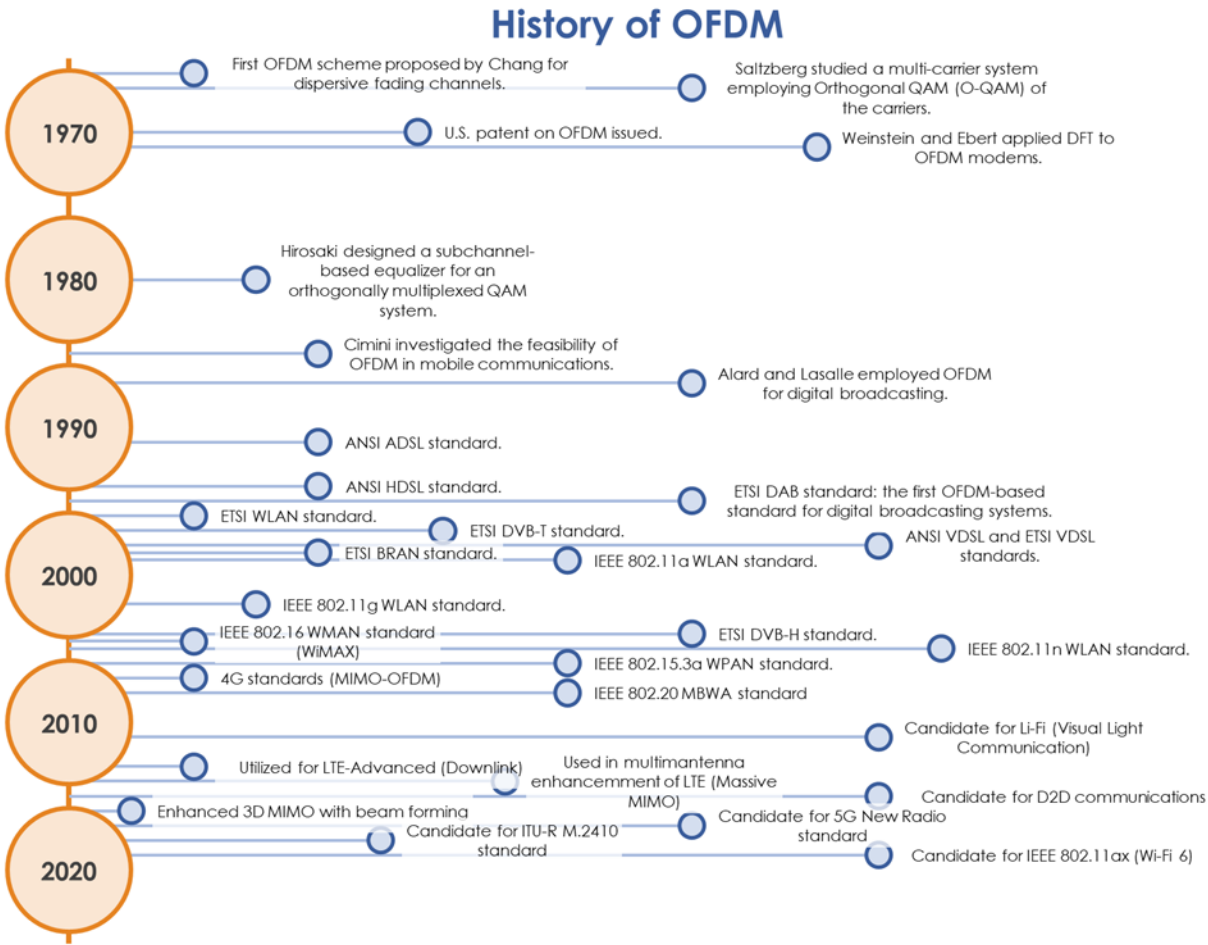 History of OFDM
First OFDM scheme proposed by Chang for
dispersive fading channels.
Saltzberg studied a multi-carrier system
employing Orthogonal QAM (O-QAM) of
the carriers.
1970
U.S. patent on OFDM issued.
Weinstein and Ebert applied DFT to
OFDM modems.
1980
Hirosaki designed a subchannel-
based equalizer for an
orthogonally multiplexed QAM
system.
Cimini investigated the feasibility of
OFDM in mobile communications.
Alard and Lasalle employed OFDM
for digital broadcasting.
1990
ANSI ADSL standard.
ANSI HDSL standard.
ETSI DAB standard: the first OFDM-based
standard for digital broadcasting systems.
ETSI WLAN standard.
ETSI DVB-T standard.
ANSI VDSL and ETSI VDSL
standards.
ETSI BRAN standard.
IEEE 802.11a WLAN standard.
2000
IEEE 802.11g WLAN standard.
IEEE 802.16 WMAN standard
(WiMAX)
ETSI DVB-H standard.
IEEE 802.11n WLAN standard.
IEEE 802.15.3a WPAN standard.
4G standards (MIMO-OFDM)
IEEE 802.20 MBWA standard
2010
Candidate for Li-Fi (Visual Light
Communication)
Utilized for LTE-Advanced (Downlink)
Used in multimantenna
enhancemment of LTE (Massive
MIMO)
Candidate for D2D communications
Enhanced 3D MIMO with beam forming
Candidate for 5G New Radio
standard
Candidate for ITU-R M.2410
standard
Candidate for IEEE 802.11ax (Wi-Fi 6)
2020